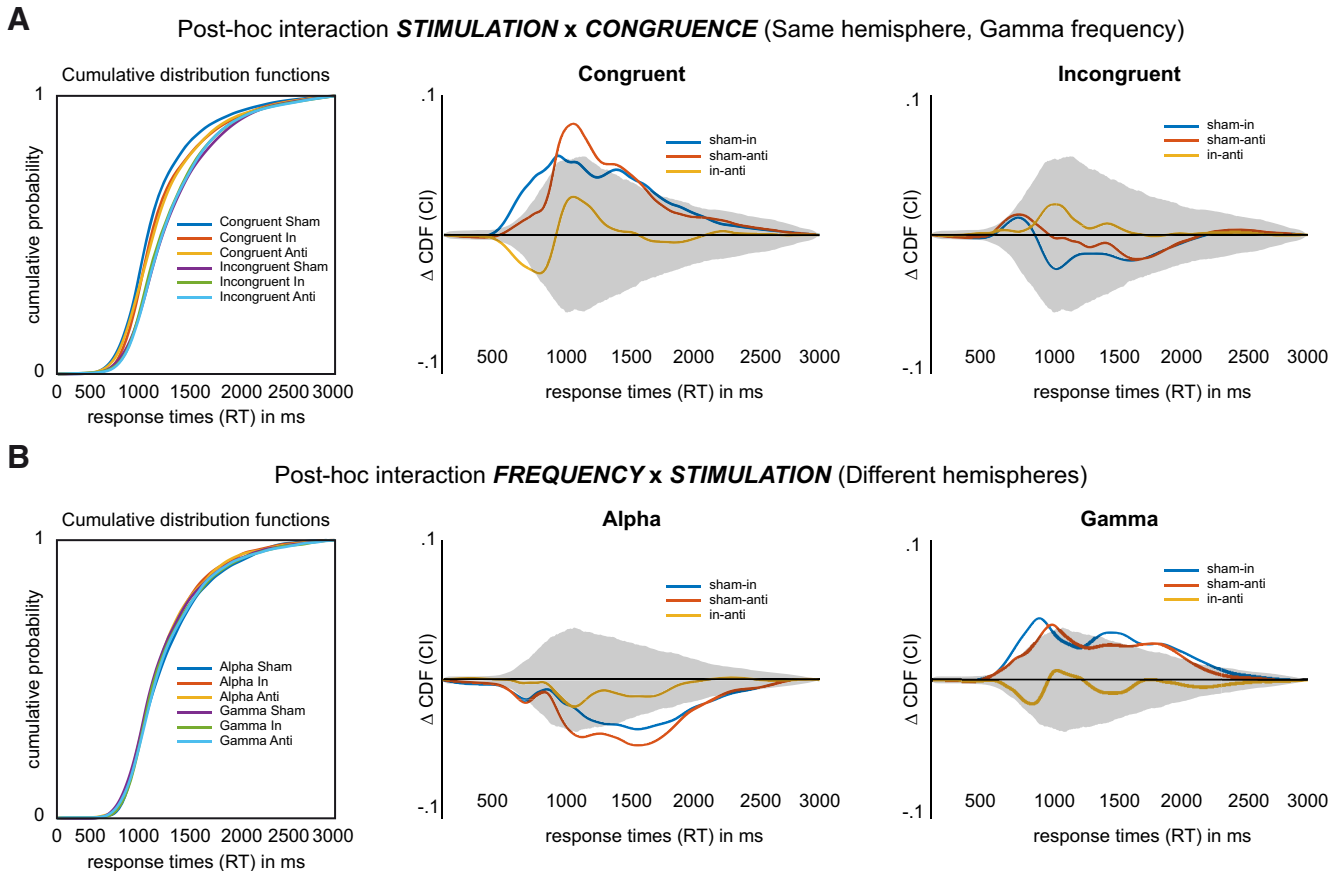 A
Post-hoc interaction STIMULATION x CONGRUENCE (Same hemisphere, Gamma frequency)
Cumulative distribution functions
1
cumulative probability
0
Congruent Sham
Congruent In
Congruent Anti
Incongruent Sham
Incongruent In
Incongruent Anti
0 500 1000 1500 2000 2500 3000
response times (RT) in ms
Congruent
.1
Δ CDF (CI)
-.1
sham-in
sham-anti
in-anti
500 1000 1500 2000 2500 3000
response times (RT) in ms
Incongruent
.1
Δ CDF (CI)
-.1
sham-in
sham-anti
in-anti
500 1000 1500 2000 2500 3000
response times (RT) in ms
B
Post-hoc interaction FREQUENCY x STIMULATION (Different hemispheres)
Cumulative distribution functions
1
cumulative probability
0
Alpha Sham
Alpha In
Alpha Anti
Gamma Sham
Gamma In
Gamma Anti
0 500 1000 1500 2000 2500 3000
response times (RT) in ms
Alpha
.1
Δ CDF (CI)
-.1
sham-in
sham-anti
in-anti
500 1000 1500 2000 2500 3000
response times (RT) in ms
Gamma
.1
Δ CDF (CI)
-.1
sham-in
sham-anti
in-anti
500 1000 1500 2000 2500 3000
response times (RT) in ms